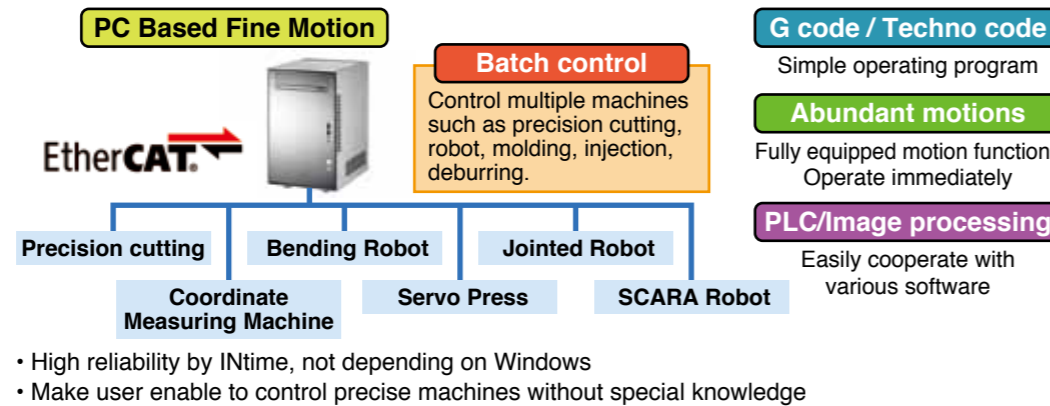 PC Based Fine Motion
EtherCAT.
Batch control
Control multiple machines
such as precision cutting,
robot, molding, injection,
deburring.
G code / Techno code
Simple operating program
Abundant motions
Fully equipped motion function
Operate immediately
PLC/Image processing
Easily cooperate with
various software
Precision cutting
Bending Robot
Jointed Robot
Coordinate
Measuring Machine
Servo Press
SCARA Robot
• High reliability by INtime, not depending on Windows
• Make user enable to control precise machines without special knowledge